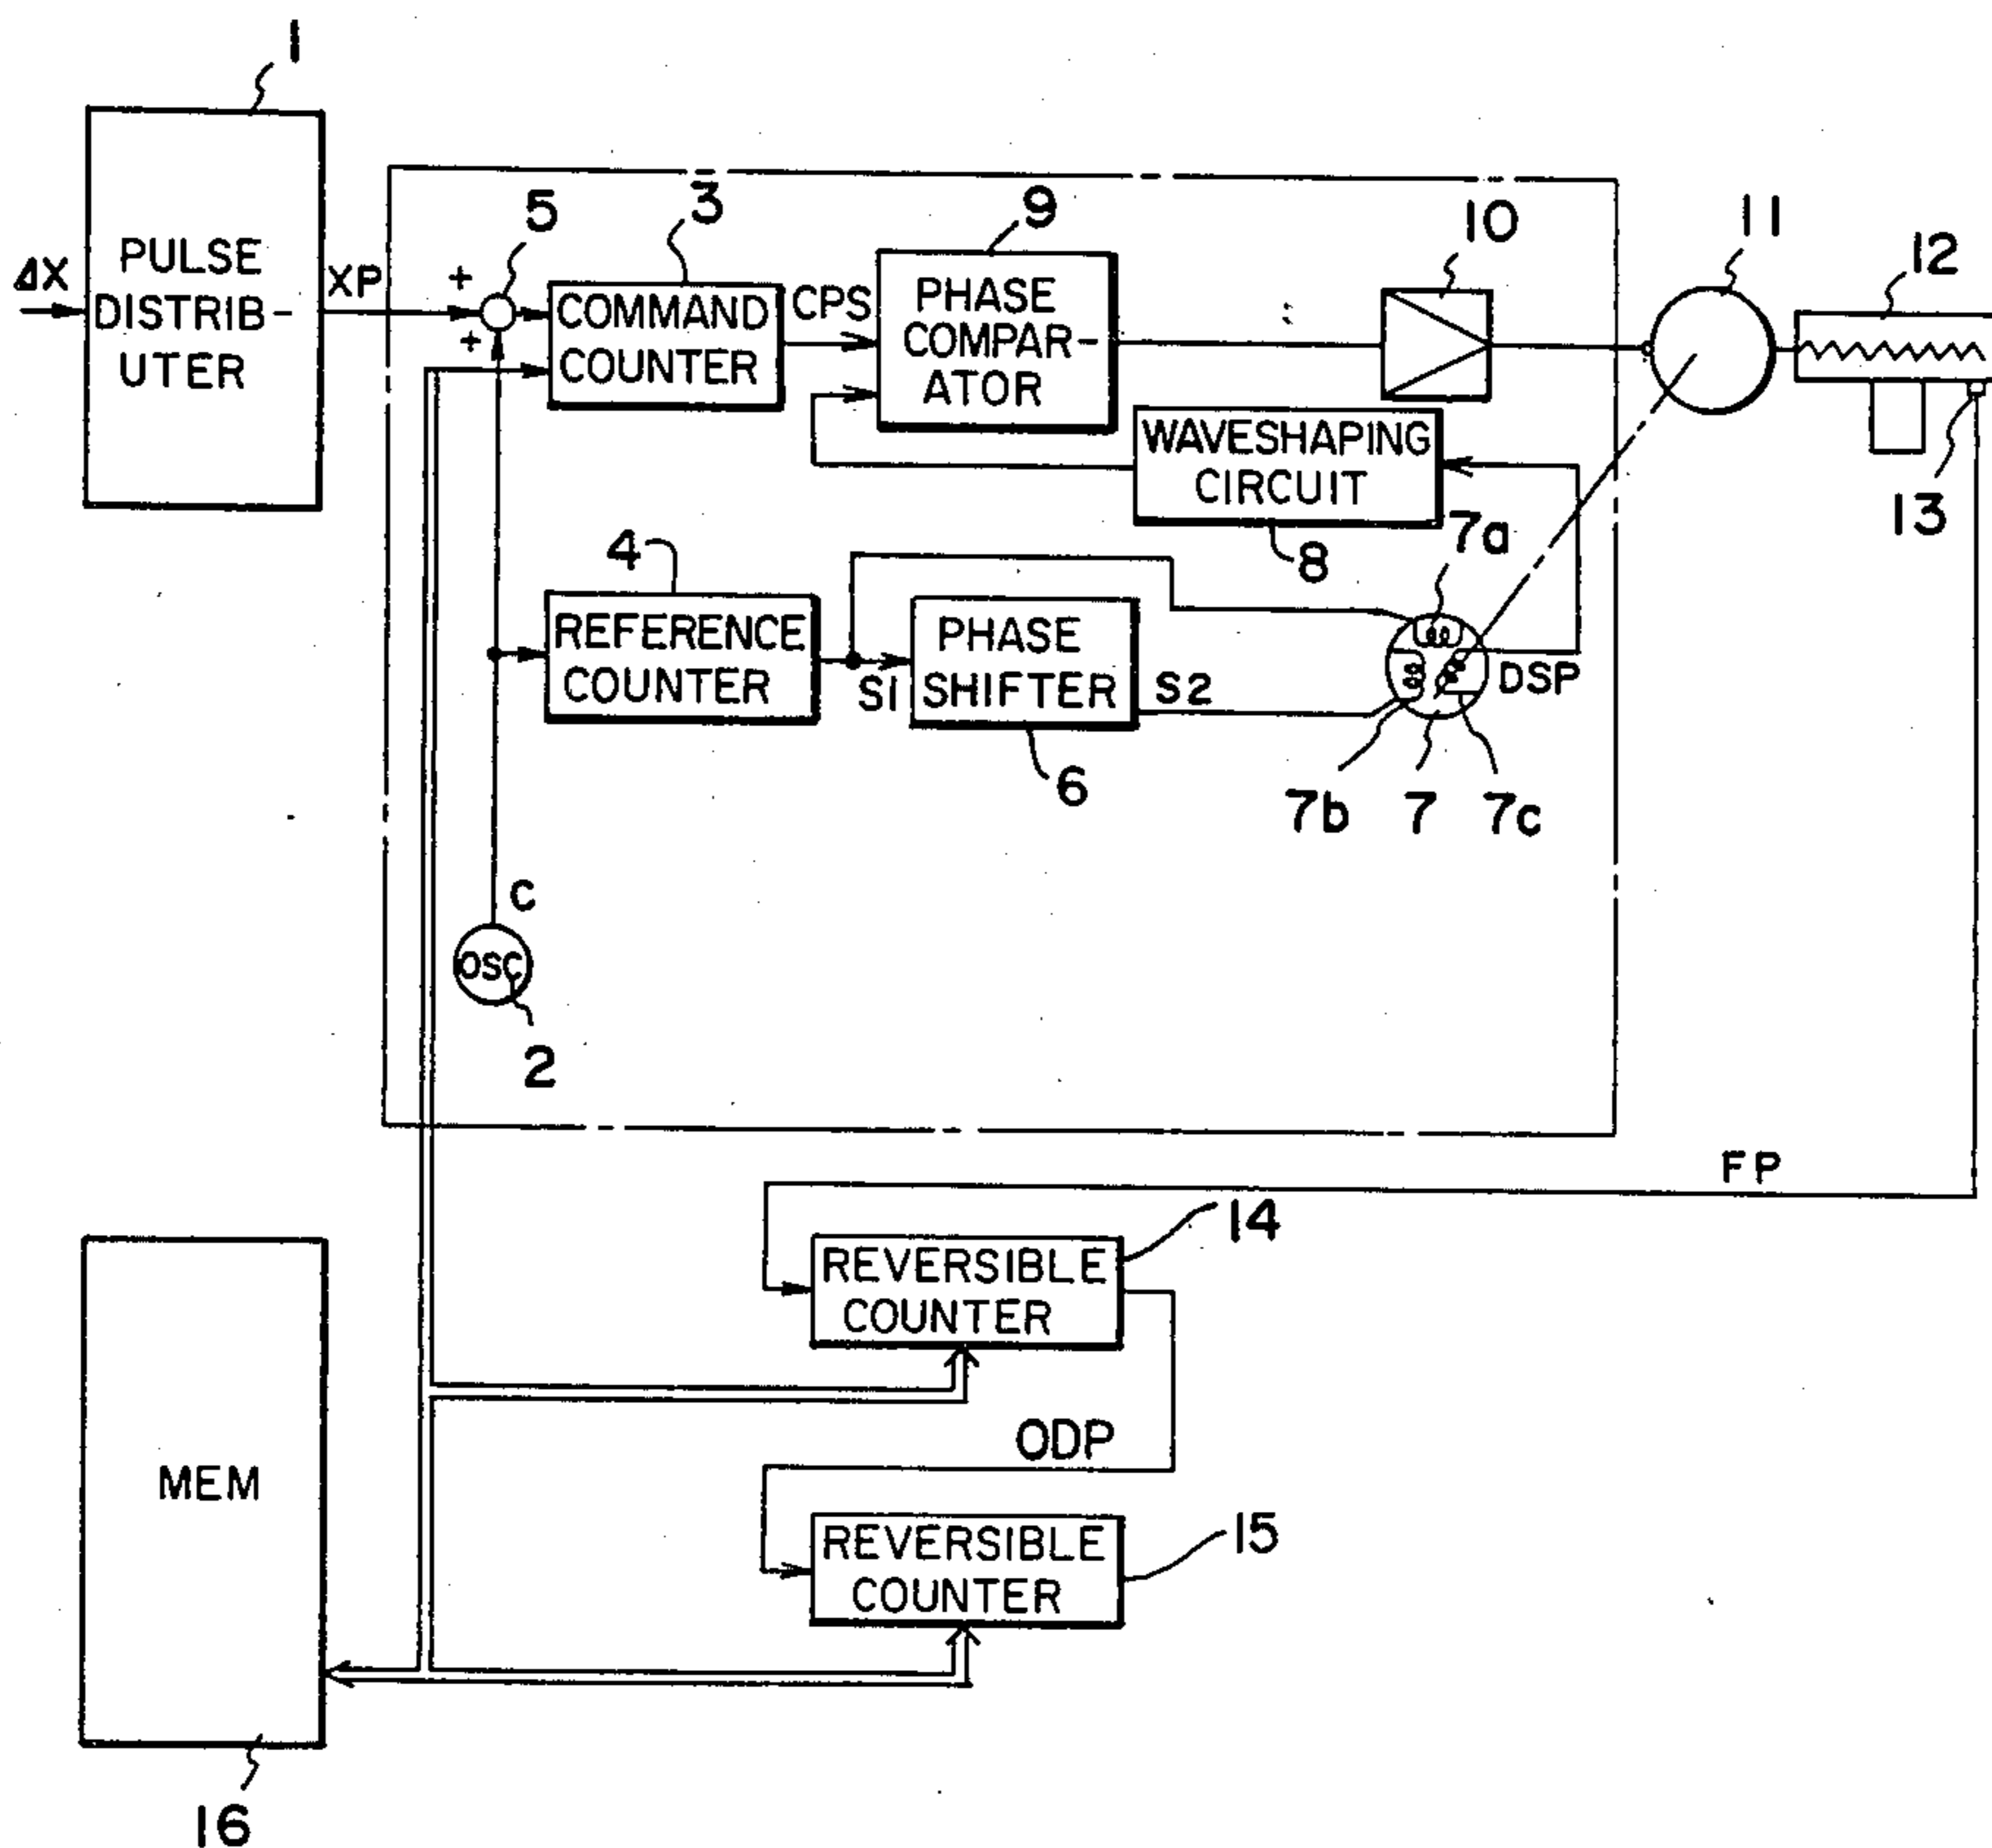 1
PULSE
DISTRIB-
UTER
ΔX
XP
+
+
5
3
COMMAND
COUNTER
CPS
9
PHASE
COMPAR-
ATOR
10
11
12
13
WAVESHAPING
CIRCUIT
8
7a
4
REFERENCE
COUNTER
S1
PHASE
SHIFTER
S2
6
DSP
7b
7
7c
C
OSC
2
FP
14
REVERSIBLE
COUNTER
ODP
15
REVERSIBLE
COUNTER
MEM
16